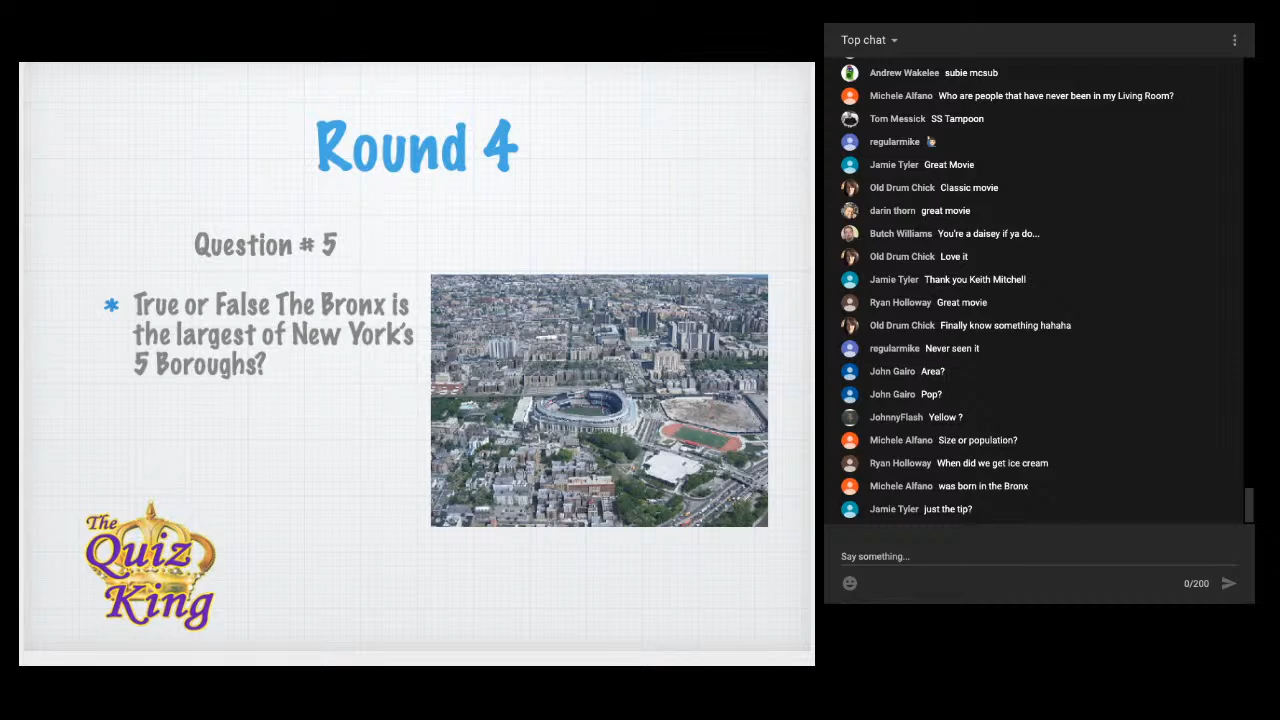 Round 4
Question # 5
* True or False The Bronx is
the largest of New York's
5 Boroughs?
The
Quiz
King
Top chat
Andrew Wakelee subie mcsub
Michele Alfano Who are people that have never been in my Living Room?
Tom Messick SS Tampoon
regularmike 🙋
Jamie Tyler Great Movie
Old Drum Chick Classic movie
darin thorn great movie
Butch Williams You're a daisey if ya do...
Old Drum Chick Love it
Jamie Tyler Thank you Keith Mitchell
Ryan Holloway Great movie
Old Drum Chick Finally know something hahaha
regularmike Never seen it
John Gairo Area?
John Gairo Pop?
JohnnyFlash Yellow ?
Michele Alfano Size or population?
Ryan Holloway When did we get ice cream
Michele Alfano was born in the Bronx
Jamie Tyler just the tip?
Say something...
0/200